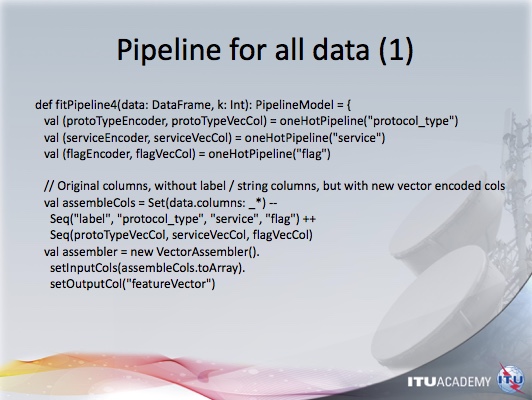 Pipeline for all data (1)
def fitPipeline4(data: DataFrame, k: Int): PipelineModel = {
val (protoTypeEncoder, protoTypeVecCol) = oneHotPipeline("protocol_type")
val (serviceEncoder, serviceVecCol) = oneHotPipeline("service")
val (flagEncoder, flagVecCol) = oneHotPipeline("flag")
// Original columns, without label / string columns, but with new vector encoded cols
val assembleCols = Set(data.columns: _*) --
Seq("label", "protocol_type", "service", "flag") ++
Seq(protoTypeVecCol, serviceVecCol, flagVecCol)
val assembler = new VectorAssembler().
setInputCols(assembleCols.toArray).
setOutputCol("featureVector")
ITUACADEMY ITU